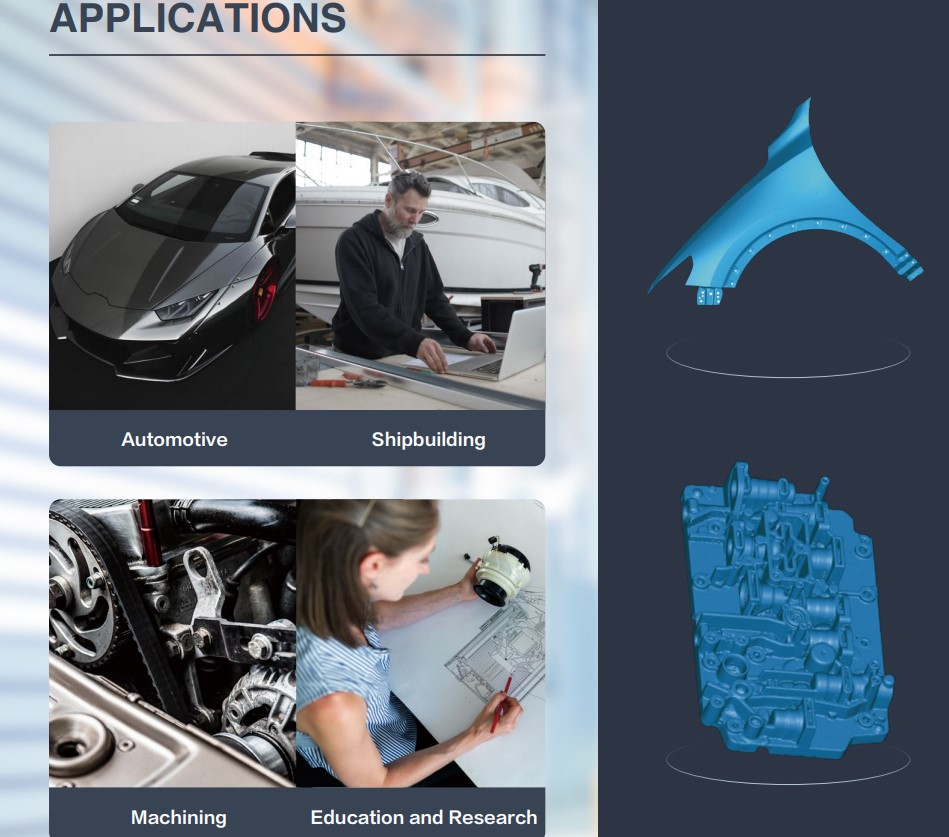 APPLICATIONS
Automotive
Shipbuilding
Machining
Education and Research